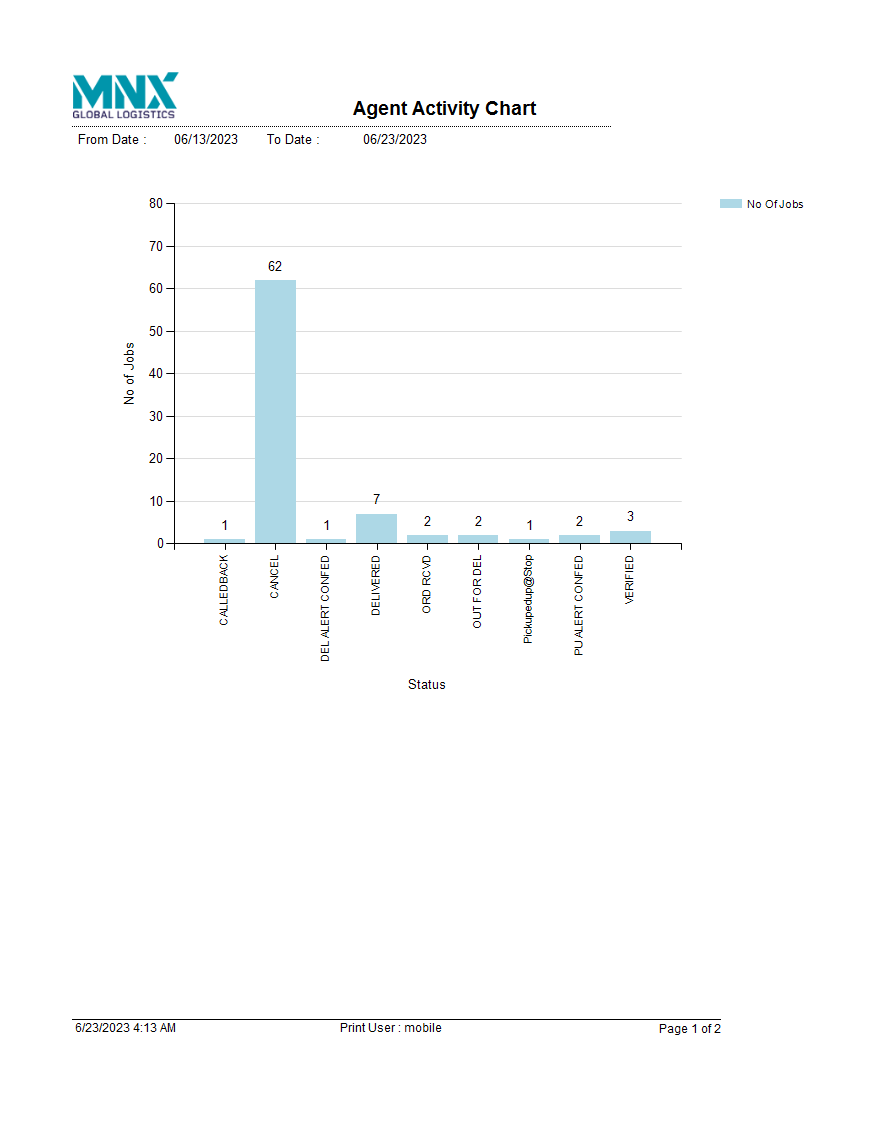 MNX
GLOBAL LOGISTICS
Agent Activity Chart
From Date : 06/13/2023 To Date : 06/23/2023
No Of Jobs
80
70
60
50
40
30
20
10
0
No of Jobs
1
62
1
7
2
2
1
2
3
CALLEDBACK
CANCEL
DEL ALERT CONFED
DELIVERED
ORD RCVD
OUT FOR DEL
Pickupedup@Stop
PU ALERT CONFED
VERIFIED
Status
6/23/2023 4:13 AM Print User : mobile Page 1 of 2